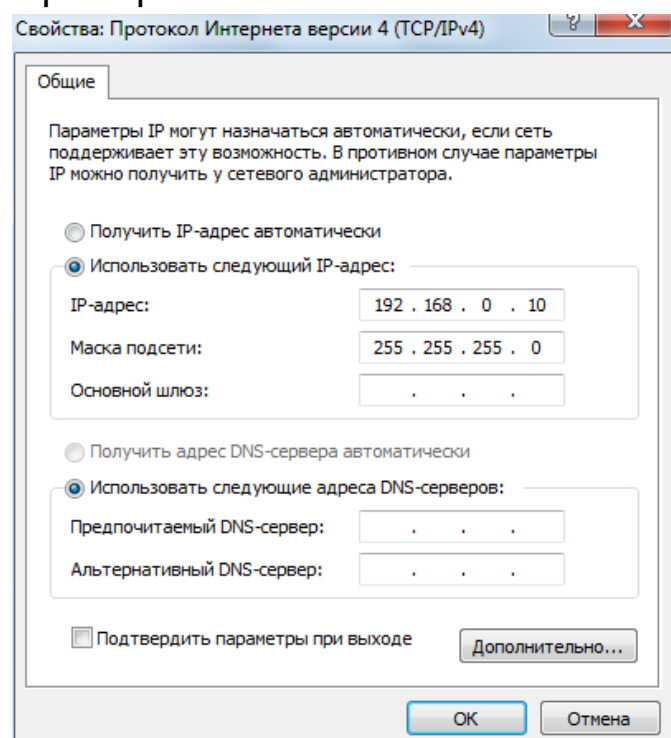 Свойства: Протокол Интернета версии 4 (TCP/IPv4)
Общие
Параметры IP могут назначаться автоматически, если сеть
поддерживает эту возможность. В противном случае параметры
IP можно получить у сетевого администратора.
Получить IP-адрес автоматически
Использовать следующий IP-адрес:
IP-адрес: 192 . 168 . 0 . 10
Маска подсети: 255 . 255 . 255 . 0
Основной шлюз: . . .
Получить адрес DNS-сервера автоматически
Использовать следующие адреса DNS-серверов:
Предпочитаемый DNS-сервер: . . .
Альтернативный DNS-сервер: . . .
Подтвердить параметры при выходе
Дополнительно...
ОК Отмена